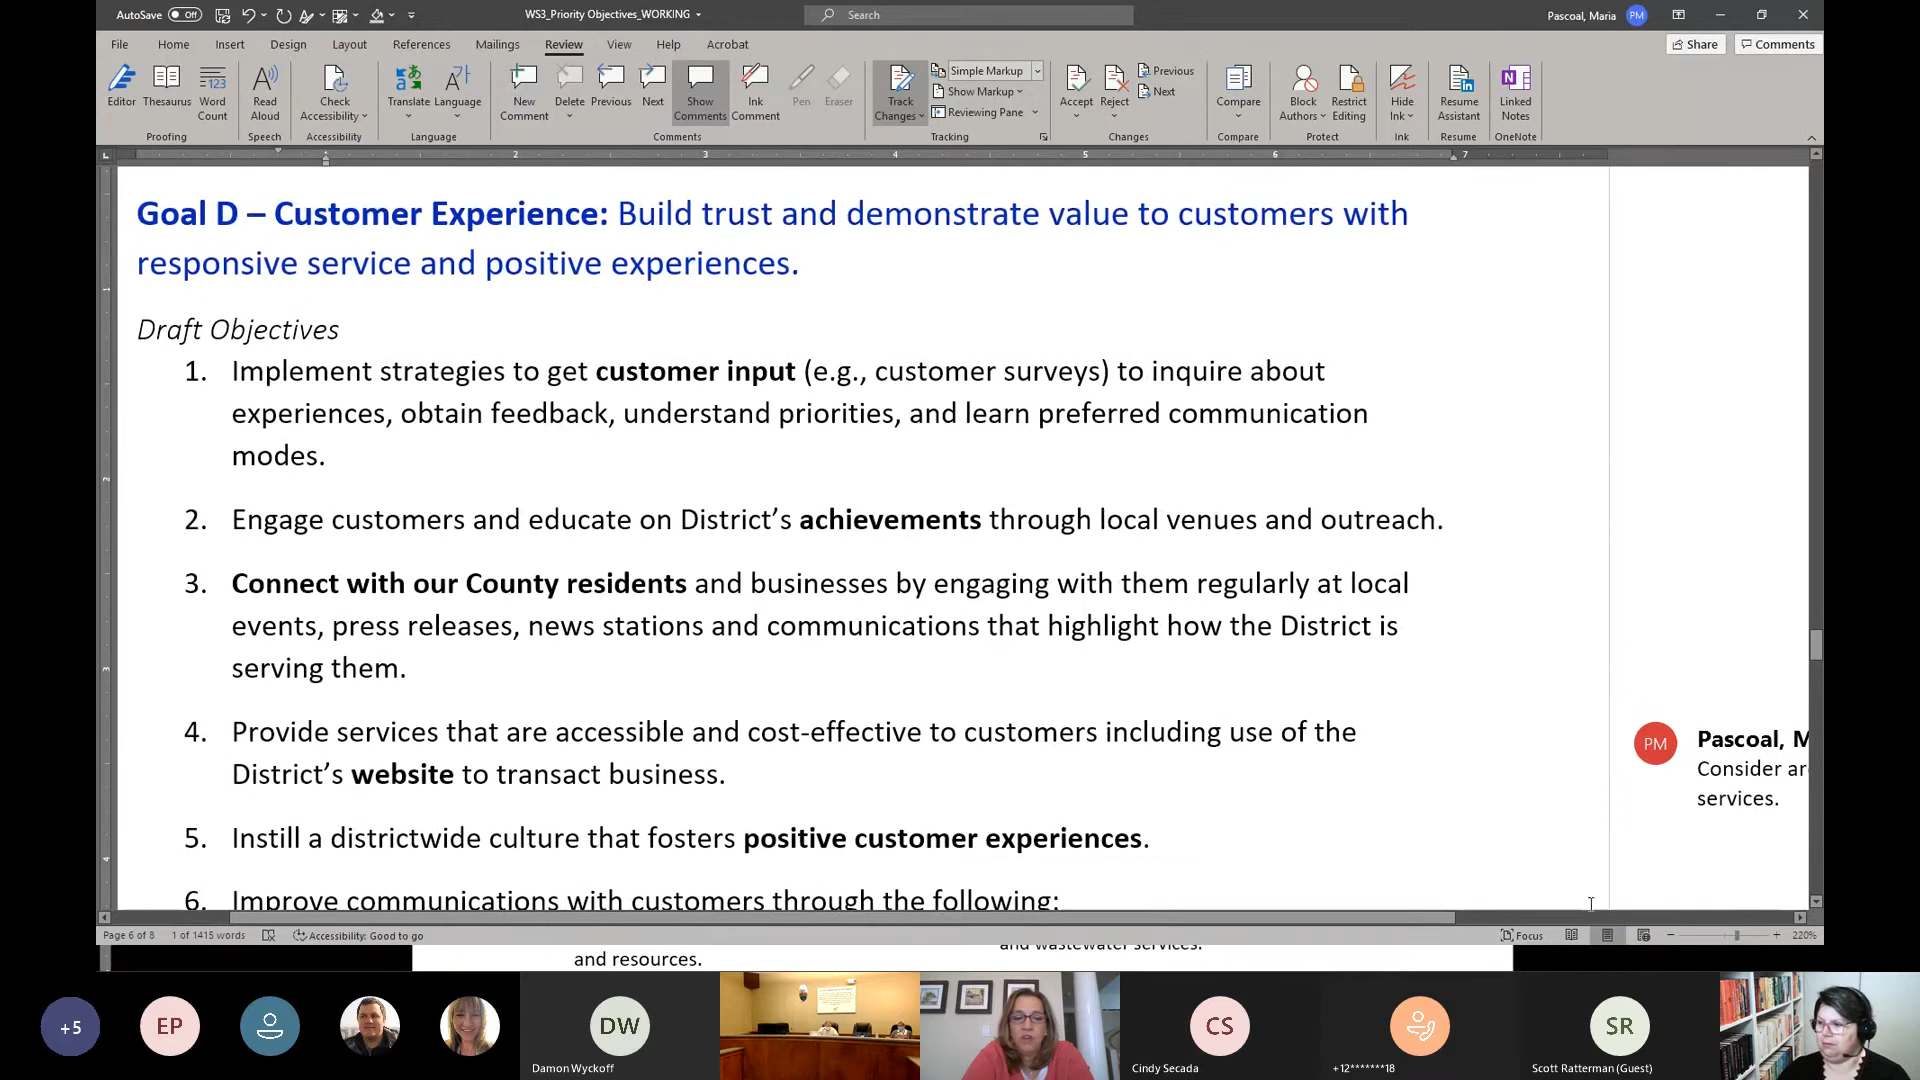 AutoSave Off WS3_Priority Objectives_WORKING Search Pascoal, Maria PM
File Home Insert Design Layout References Mailings Review View Help Acrobat Share Comments
Editor Thesaurus Word Count Read Aloud Check Accessibility Translate Language New Comment Delete Previous Next Show Comments Ink Comment Pen Eraser Track Changes Simple Markup Show Markup Reviewing Pane Accept Reject Previous Next Compare Block Authors Restrict Editing Hide Ink Resume Assistant Linked Notes
Proofing Speech Accessibility Language Comments Tracking Changes Compare Protect Ink Resume OneNote
2 3 4 5 6 7
Goal D – Customer Experience: Build trust and demonstrate value to customers with
responsive service and positive experiences.
Draft Objectives
1. Implement strategies to get customer input (e.g., customer surveys) to inquire about
experiences, obtain feedback, understand priorities, and learn preferred communication
modes.
2. Engage customers and educate on District’s achievements through local venues and outreach.
3. Connect with our County residents and businesses by engaging with them regularly at local
events, press releases, news stations and communications that highlight how the District is
serving them.
4. Provide services that are accessible and cost-effective to customers including use of the
District’s website to transact business.
PM Pascoal, M
Consider ar
services.
5. Instill a districtwide culture that fosters positive customer experiences.
6. Improve communications with customers through the following:
Page 6 of 8 1 of 1415 words Accessibility: Good to go Focus 220%
and wastewater services.
and resources.
+5 EP DW CS SR
Damon Wyckoff Cindy Secada +12*******18 Scott Ratterman (Guest)